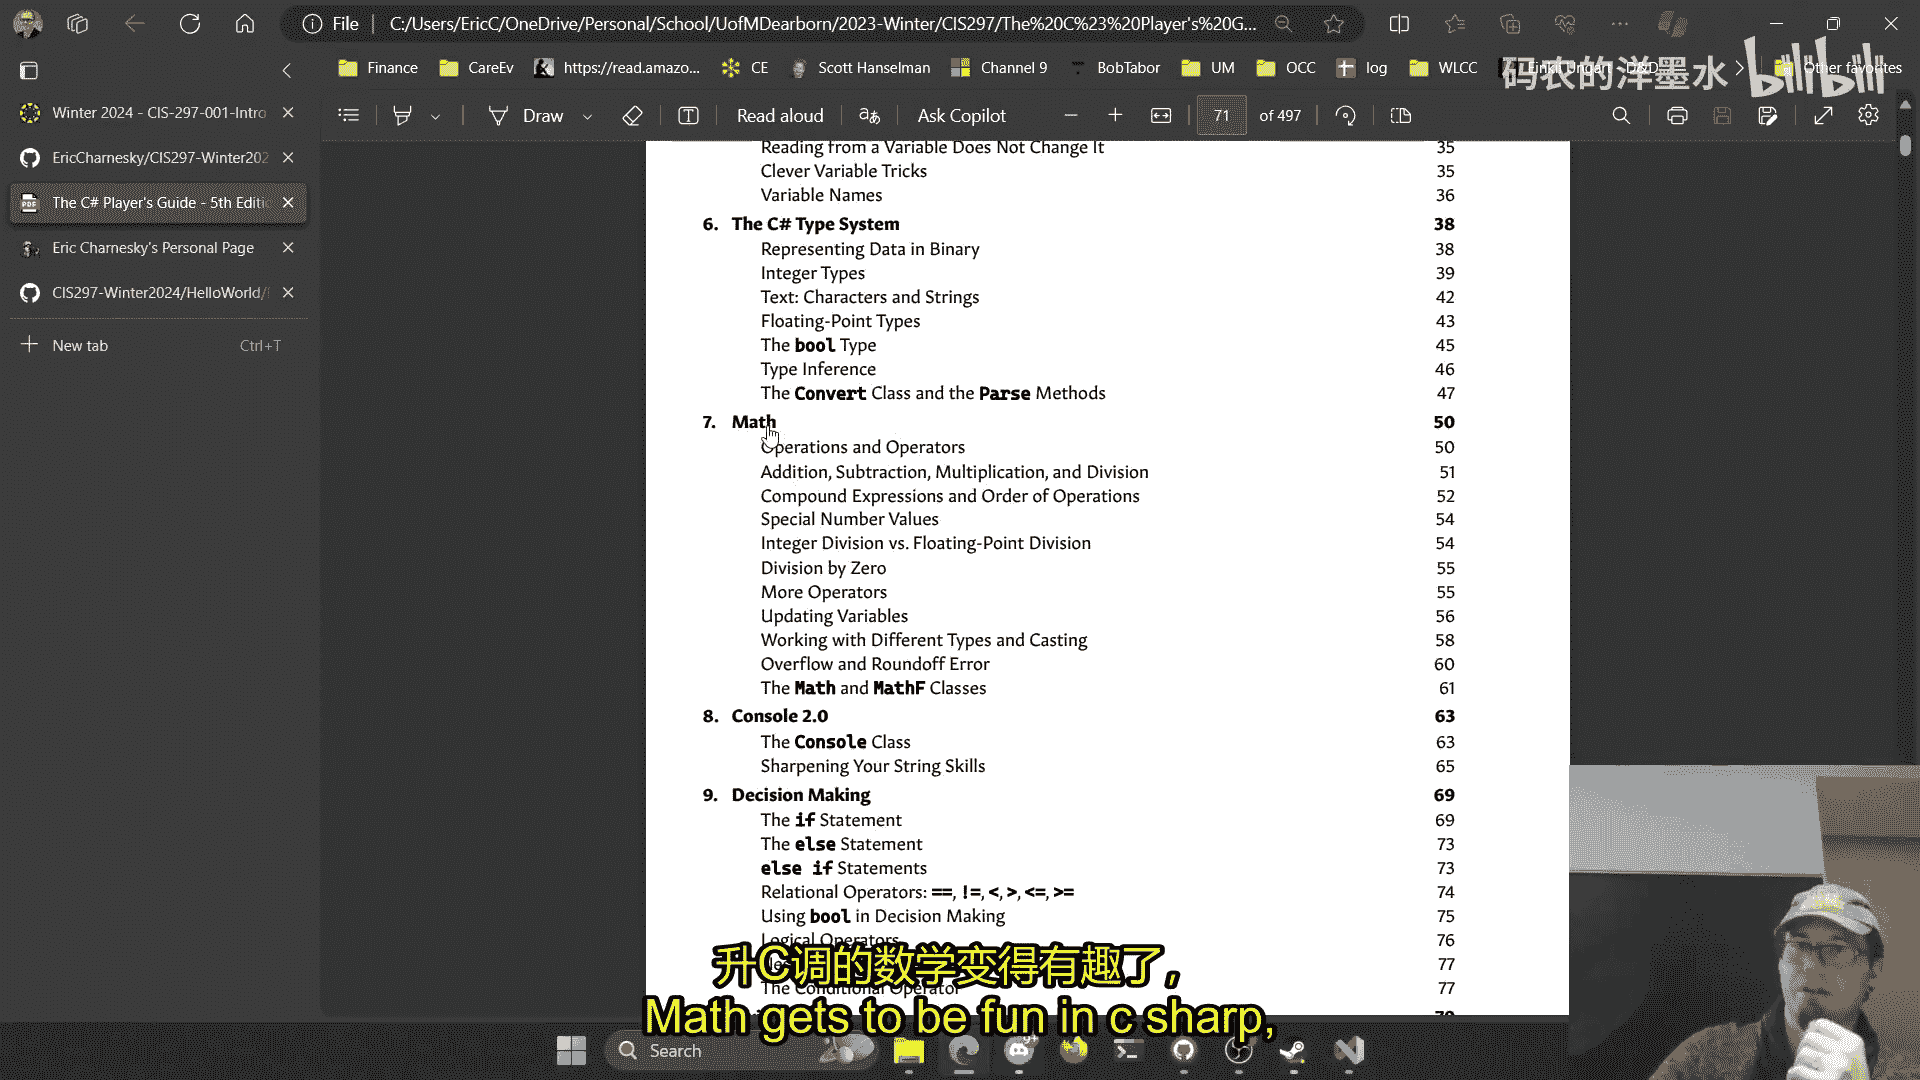 File
C:/Users/EricC/OneDrive/Personal/School/UofMDearborn/2023-Winter/CIS297/The%20C%23%20Player's%20G...
Finance
CareEv
https://read.amazo...
CE
Scott Hanselman
Channel 9
BobTabor
UM
OCC
log
WLCC
Other favorites
码农的洋墨水
bilibili
Winter 2024 - CIS-297-001-Intro
EricCharnesky/CIS297-Winter202
The C# Player's Guide - 5th Editi
Eric Charnesky's Personal Page
CIS297-Winter2024/HelloWorld/
New tab
Ctrl+T
Draw
Read aloud
Ask Copilot
71
of 497
Reading from a Variable Does Not Change It 35
Clever Variable Tricks 35
Variable Names 36
6. The C# Type System 38
Representing Data in Binary 38
Integer Types 39
Text: Characters and Strings 42
Floating-Point Types 43
The bool Type 45
Type Inference 46
The Convert Class and the Parse Methods 47
7. Math 50
Operations and Operators 50
Addition, Subtraction, Multiplication, and Division 51
Compound Expressions and Order of Operations 52
Special Number Values 54
Integer Division vs. Floating-Point Division 54
Division by Zero 55
More Operators 55
Updating Variables 56
Working with Different Types and Casting 58
Overflow and Roundoff Error 60
The Math and MathF Classes 61
8. Console 2.0 63
The Console Class 63
Sharpening Your String Skills 65
9. Decision Making 69
The if Statement 69
The else Statement 73
else if Statements 73
Relational Operators: ==, !=, <, >, <=, >= 74
Using bool in Decision Making 75
Logical Operators 76
77
The Conditional Operator 77
升C调的数学变得有趣了,
Math gets to be fun in c sharp,
Search